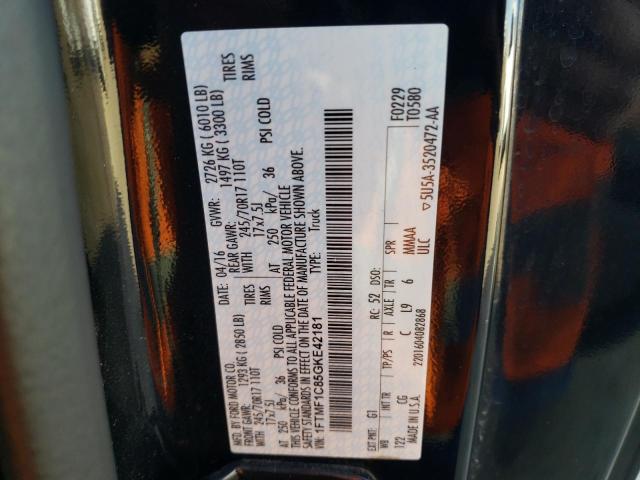 MFD. BY FORD MOTOR CO.
DATE: 04/16 GVWR: 2726 KG ( 6010 LB)
FRONT GAWR: 1293 KG ( 2850 LB) REAR GAWR: 1497 KG ( 3300 LB)
WITH 245/70R17 110T TIRES WITH 245/70R17 110T TIRES
17x7.5J RIMS 17x7.5J RIMS
AT 250 kPa/ 36 PSI COLD AT 250 kPa/ 36 PSI COLD
THIS VEHICLE CONFORMS TO ALL APPLICABLE FEDERAL MOTOR VEHICLE
SAFETY STANDARDS IN EFFECT ON THE DATE OF MANUFACTURE SHOWN ABOVE.
VIN: 1FTMF1C85GKE42181 TYPE: Truck
F0229
T0580
EXT PNT: G1 RC: 52 DSO:
WB INT TR TP/PS R AXLE TR SPR
122 CG C L9 6 MMAA
MADE IN U.S.A. ULC
2201604082868
▽5U5A-3520472-AA